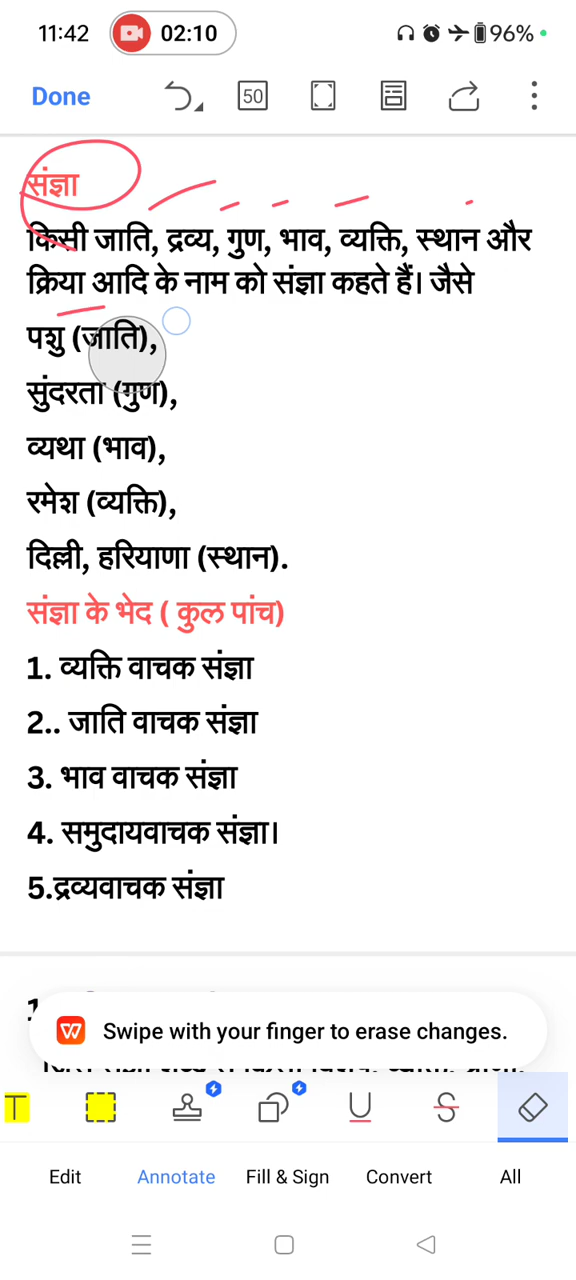 11:42 02:10 96%
Done 50
संज्ञा
किसी जाति, द्रव्य, गुण, भाव, व्यक्ति, स्थान और
क्रिया आदि के नाम को संज्ञा कहते हैं। जैसे
पशु (जाति),
सुंदरता (गुण),
व्यथा (भाव),
रमेश (व्यक्ति),
दिल्ली, हरियाणा (स्थान).
संज्ञा के भेद ( कुल पांच)
1. व्यक्ति वाचक संज्ञा
2.. जाति वाचक संज्ञा
3. भाव वाचक संज्ञा
4. समुदायवाचक संज्ञा।
5.द्रव्यवाचक संज्ञा
Swipe with your finger to erase changes.
Edit Annotate Fill & Sign Convert All